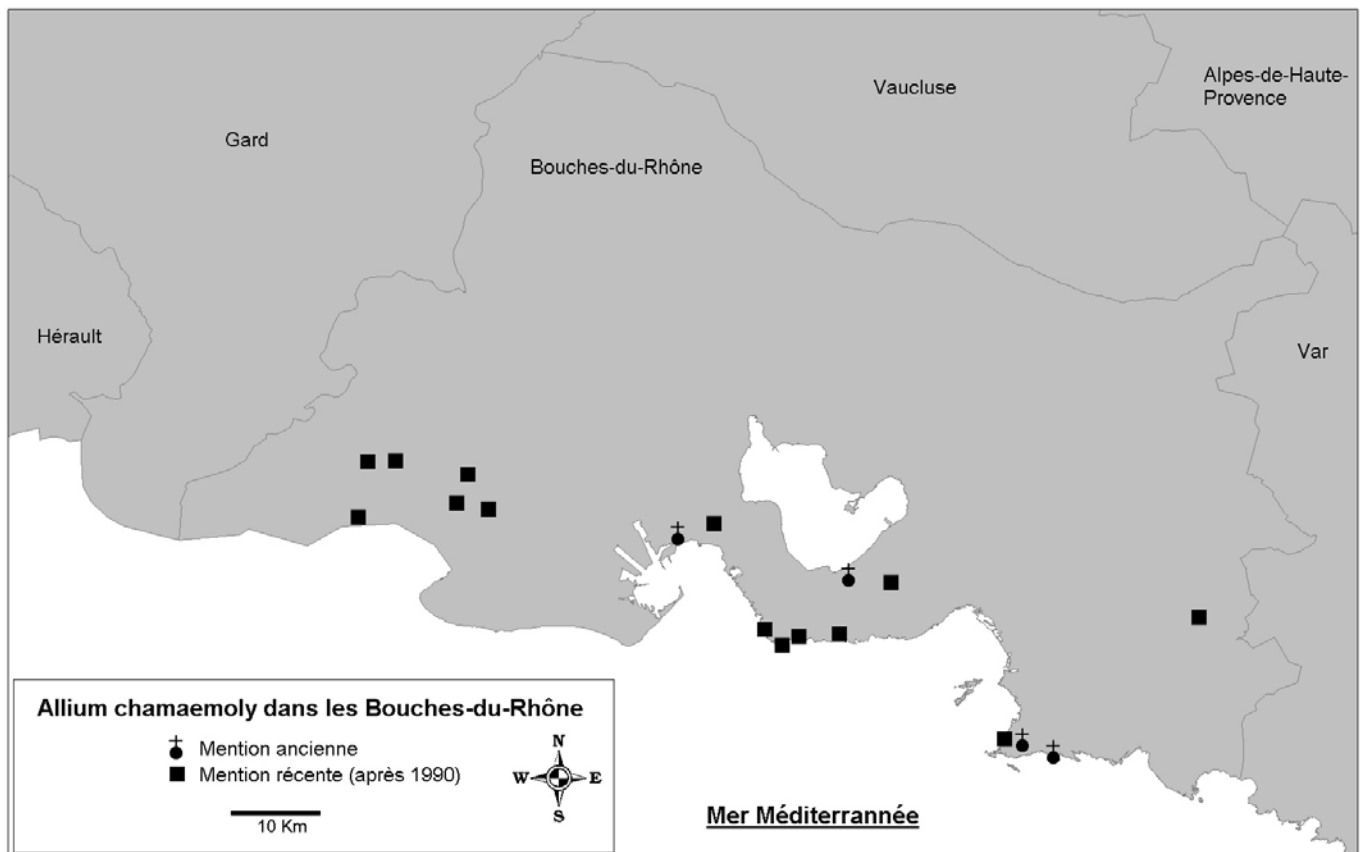 Alpes-de-Haute-
Provence
Vaucluse
Gard
Bouches-du-Rhône
Hérault
Var
Allium chamaemoly dans les Bouches-du-Rhône
Mention ancienne
Mention récente (après 1990)
N
W E
S
10 Km
Mer Méditerrannée